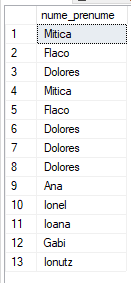 nume_prenume
1 Mitica
2 Flaco
3 Dolores
4 Mitica
5 Flaco
6 Dolores
7 Dolores
8 Dolores
9 Ana
10 Ionel
11 Ioana
12 Gabi
13 Ionutz